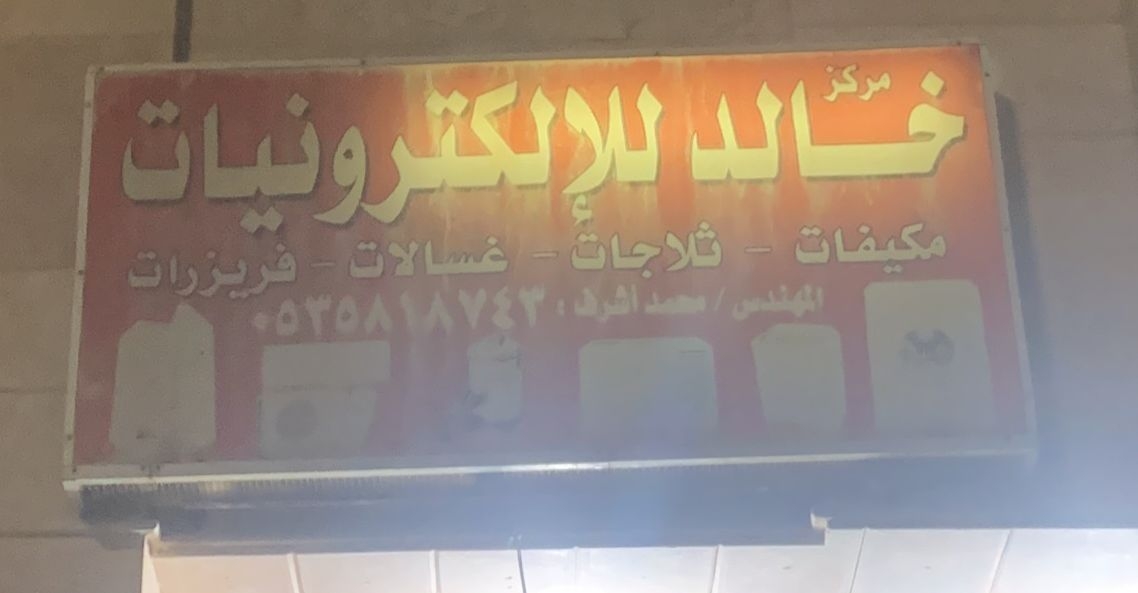 مركز
خالد للإلكترونيات
مكيفات - ثلاجات - غسالات - فريزرات
المهندس / محمد أشرف : ٠٥٣٥٨١٨٧٤٣